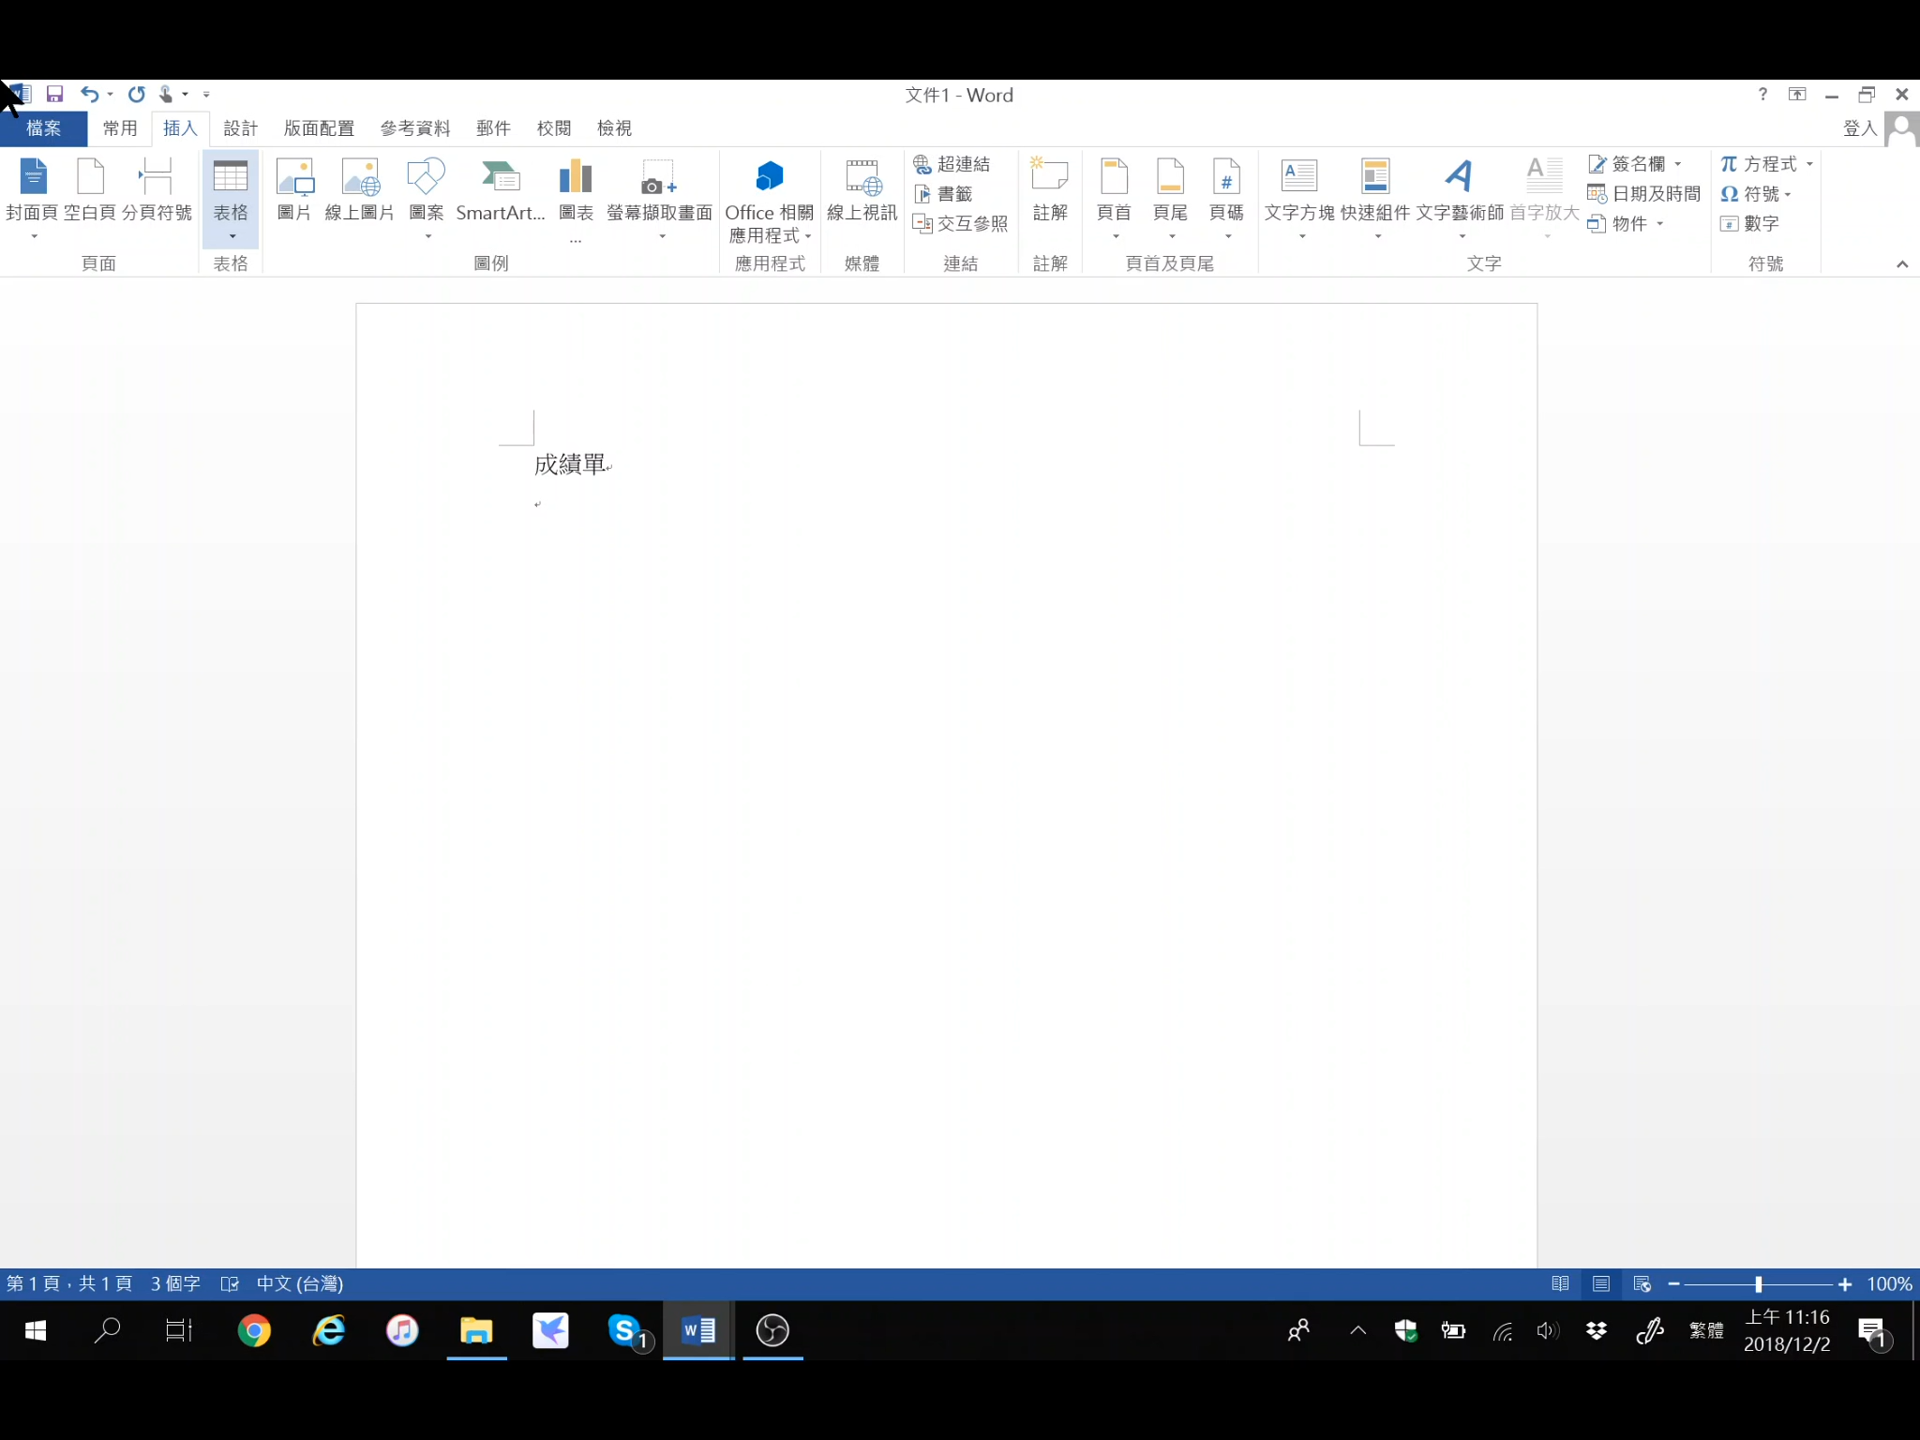 文件1 - Word
?
檔案 常用 插入 設計 版面配置 參考資料 郵件 校閱 檢視 登入
封面頁 空白頁 分頁符號
頁面
表格
表格
圖片 線上圖片 圖案 SmartArt... 圖表 ... 螢幕擷取畫面
圖例
Office 相關
應用程式
應用程式
線上視訊
媒體
超連結
書籤
交互參照
連結
註解
註解
頁首 頁尾 頁碼
頁首及頁尾
文字方塊 快速組件 文字藝術師 首字放大
簽名欄
日期及時間
物件
文字
π 方程式
Ω 符號
# 數字
符號
成績單
第 1 頁，共 1 頁 3 個字 中文 (台灣) 100%
1
繁體
上午 11:16
2018/12/2
1